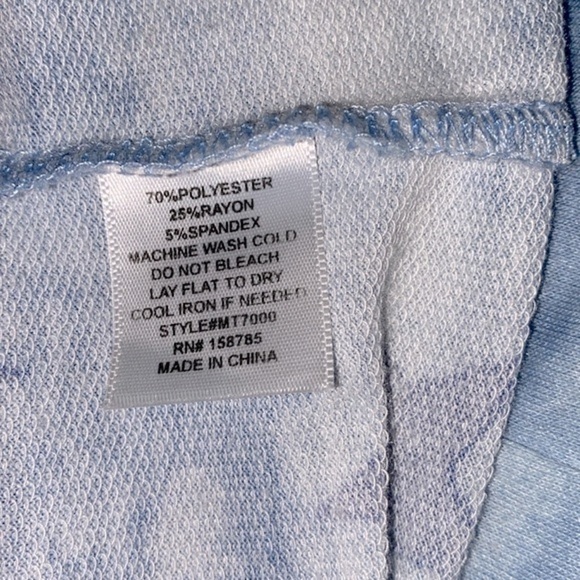 70%POLYESTER
25%RAYON
5%SPANDEX
MACHINE WASH COLD
DO NOT BLEACH
LAY FLAT TO DRY
COOL IRON IF NEEDED
STYLE#MT7000
RN# 158785
MADE IN CHINA